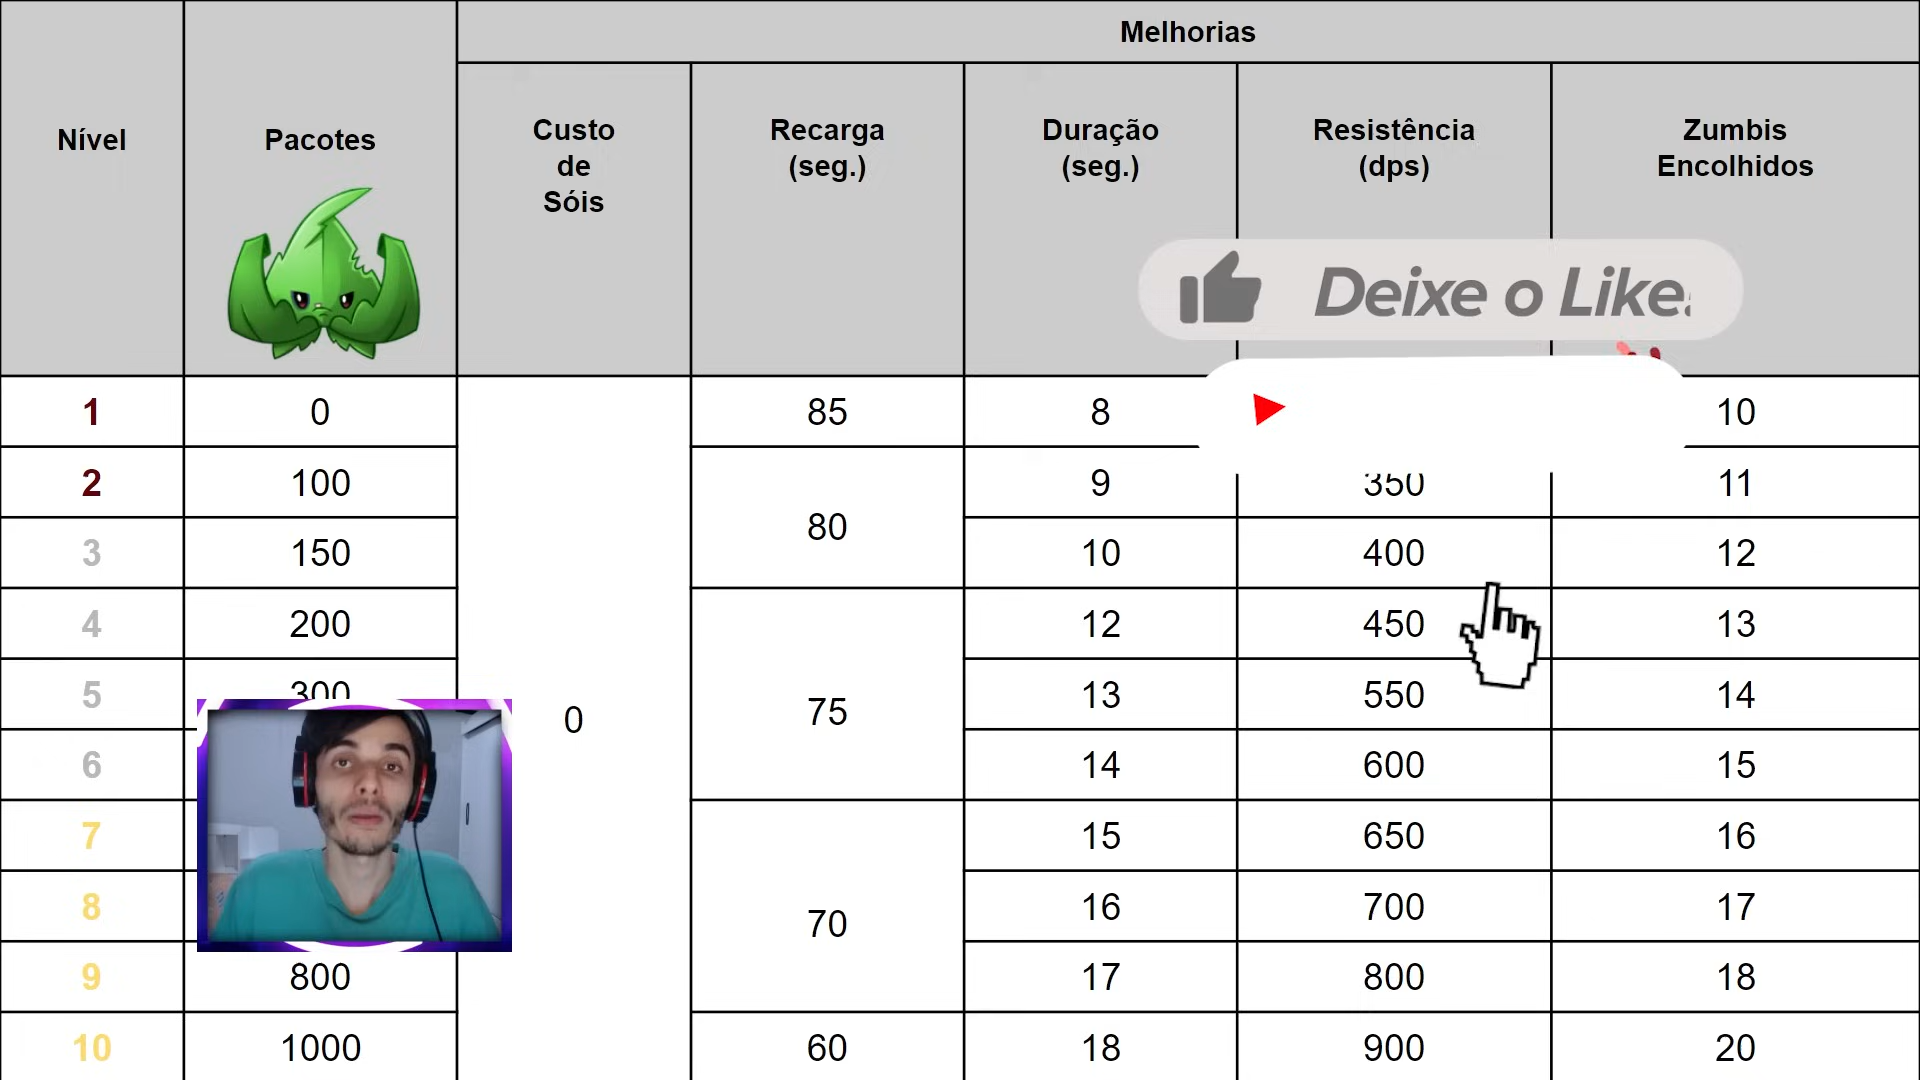 Melhorias
Nível
Pacotes
Custo
de
Sóis
Recarga
(seg.)
Duração
(seg.)
Resistência
(dps)
Zumbis
Encolhidos
Deixe o Like
1 0 85 8 10
2 100 80 9 350 11
3 150 10 400 12
4 200 75 12 450 13
5 300 13 550 14
6 0 14 600 15
7 70 15 650 16
8 16 700 17
9 800 17 800 18
10 1000 60 18 900 20